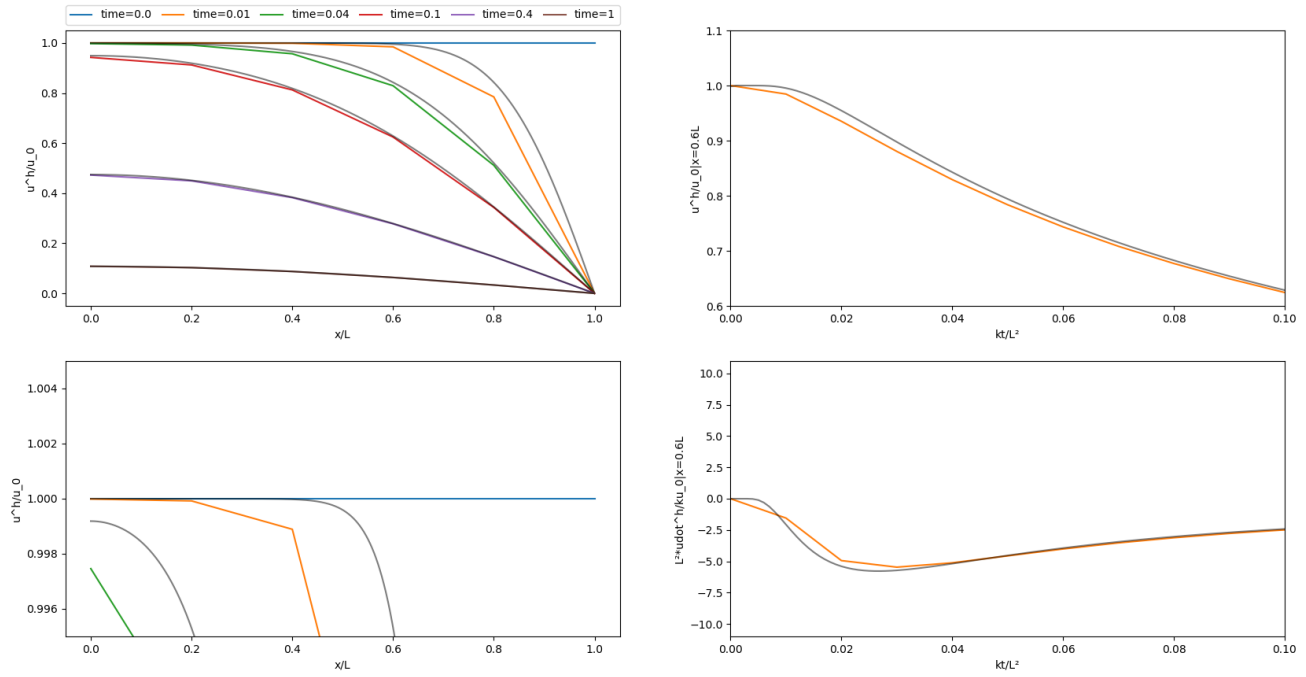 time=0.0 time=0.01 time=0.04 time=0.1 time=0.4 time=1
1.0
0.8
0.6
0.4
0.2
0.0
u^h/u_0
0.0 0.2 0.4 0.6 0.8 1.0
x/L
1.1
1.0
0.9
0.8
0.7
0.6
u^h/u_0|x=0.6L
0.00 0.02 0.04 0.06 0.08 0.10
kt/L²
1.004
1.002
1.000
0.998
0.996
u^h/u_0
0.0 0.2 0.4 0.6 0.8 1.0
x/L
10.0
7.5
5.0
2.5
0.0
−2.5
−5.0
−7.5
−10.0
L²*udot^h/ku_0|x=0.6L
0.00 0.02 0.04 0.06 0.08 0.10
kt/L²